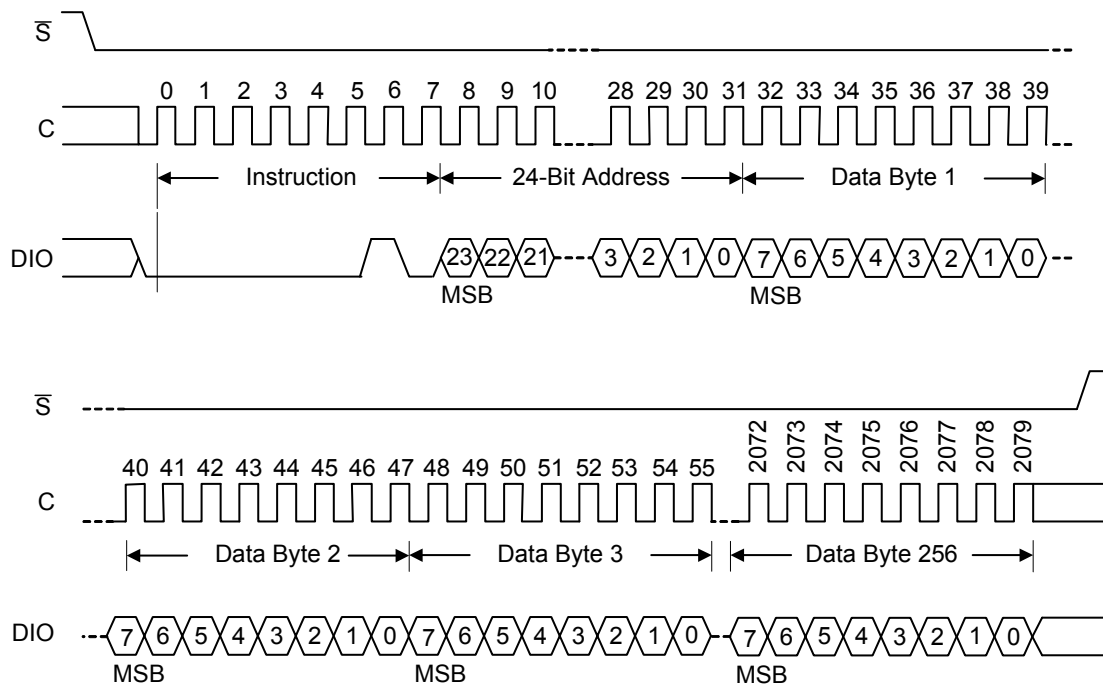 S̅
0 1 2 3 4 5 6 7 8 9 10 28 29 30 31 32 33 34 35 36 37 38 39
C
Instruction 24-Bit Address Data Byte 1
DIO 23 22 21 3 2 1 0 7 6 5 4 3 2 1 0
MSB MSB
S̅
2072 2073 2074 2075 2076 2077 2078 2079
40 41 42 43 44 45 46 47 48 49 50 51 52 53 54 55
C
Data Byte 2 Data Byte 3 Data Byte 256
DIO 7 6 5 4 3 2 1 0 7 6 5 4 3 2 1 0 7 6 5 4 3 2 1 0
MSB MSB MSB